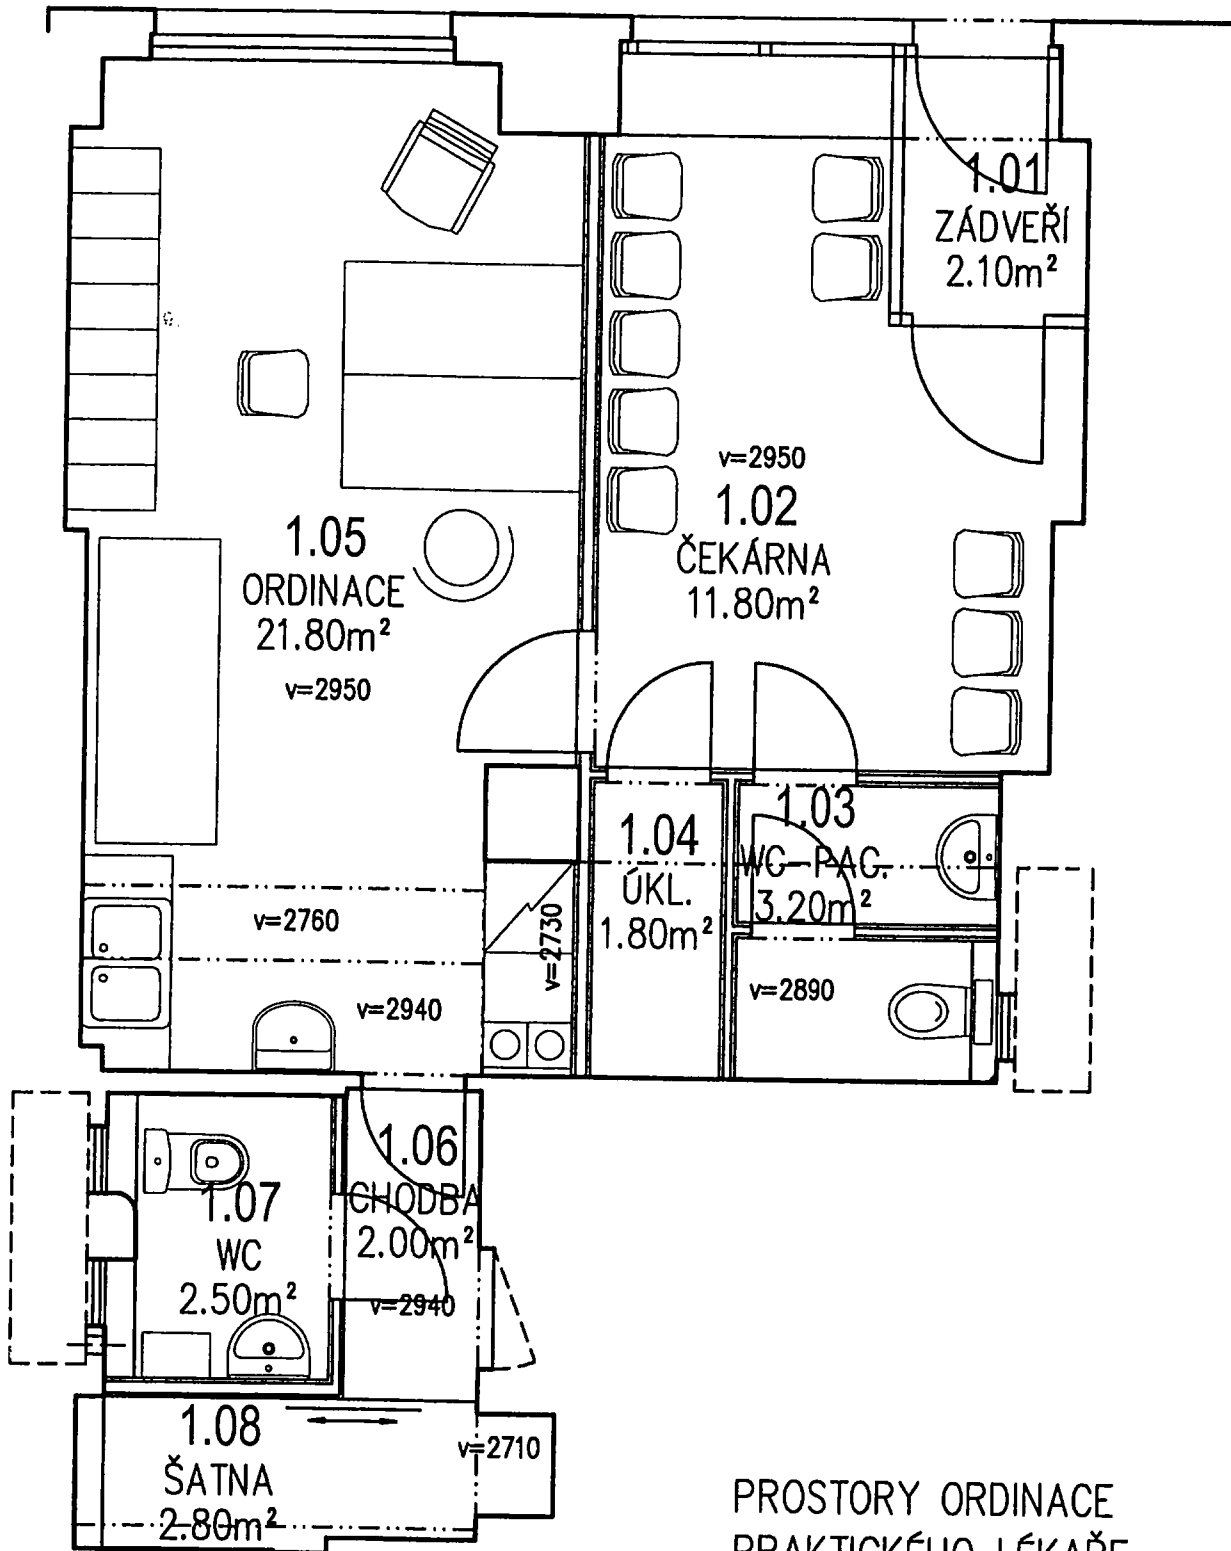 1.01
ZÁDVEŘÍ
2.10m²
v=2950
1.02
ČEKÁRNA
11.80m²
1.05
ORDINACE
21.80m²
v=2950
1.03
WC-PAC.
3.20m²
1.04
ÚKL.
1.80m²
v=2760
v=2730
v=2940
v=2890
1.06
CHODBA
2.00m²
v=2940
1.07
WC
2.50m²
1.08
ŠATNA
2.80m²
v=2710
PROSTORY ORDINACE
PRAKTICKÉHO LÉKAŘE